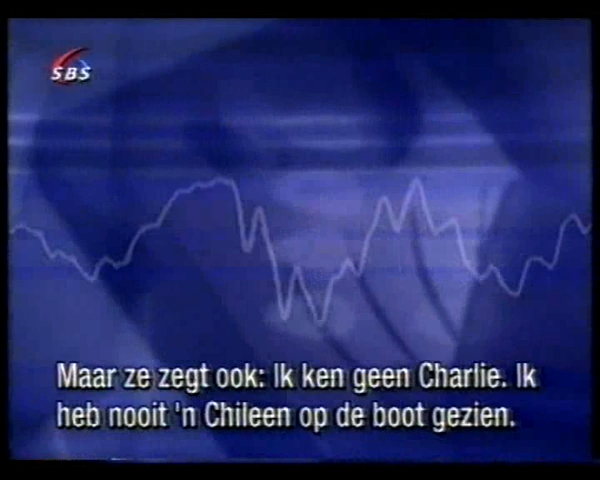 SBS
Maar ze zegt ook: Ik ken geen Charlie. Ik
heb nooit 'n Chileen op de boot gezien.